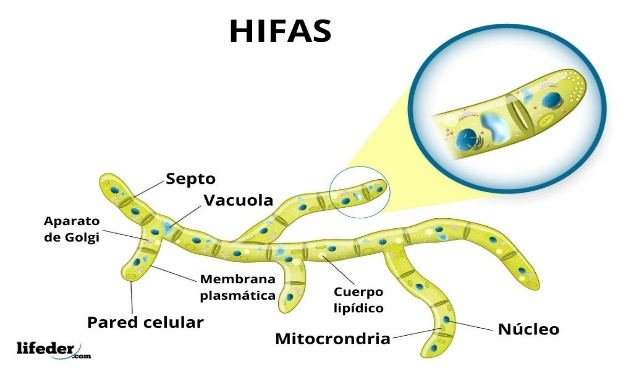 HIFAS
Septo
Vacuola
Aparato
de Golgi
Membrana
plasmática
Cuerpo
lipídico
Pared celular
Mitocrondria
Núcleo
lifeder.com